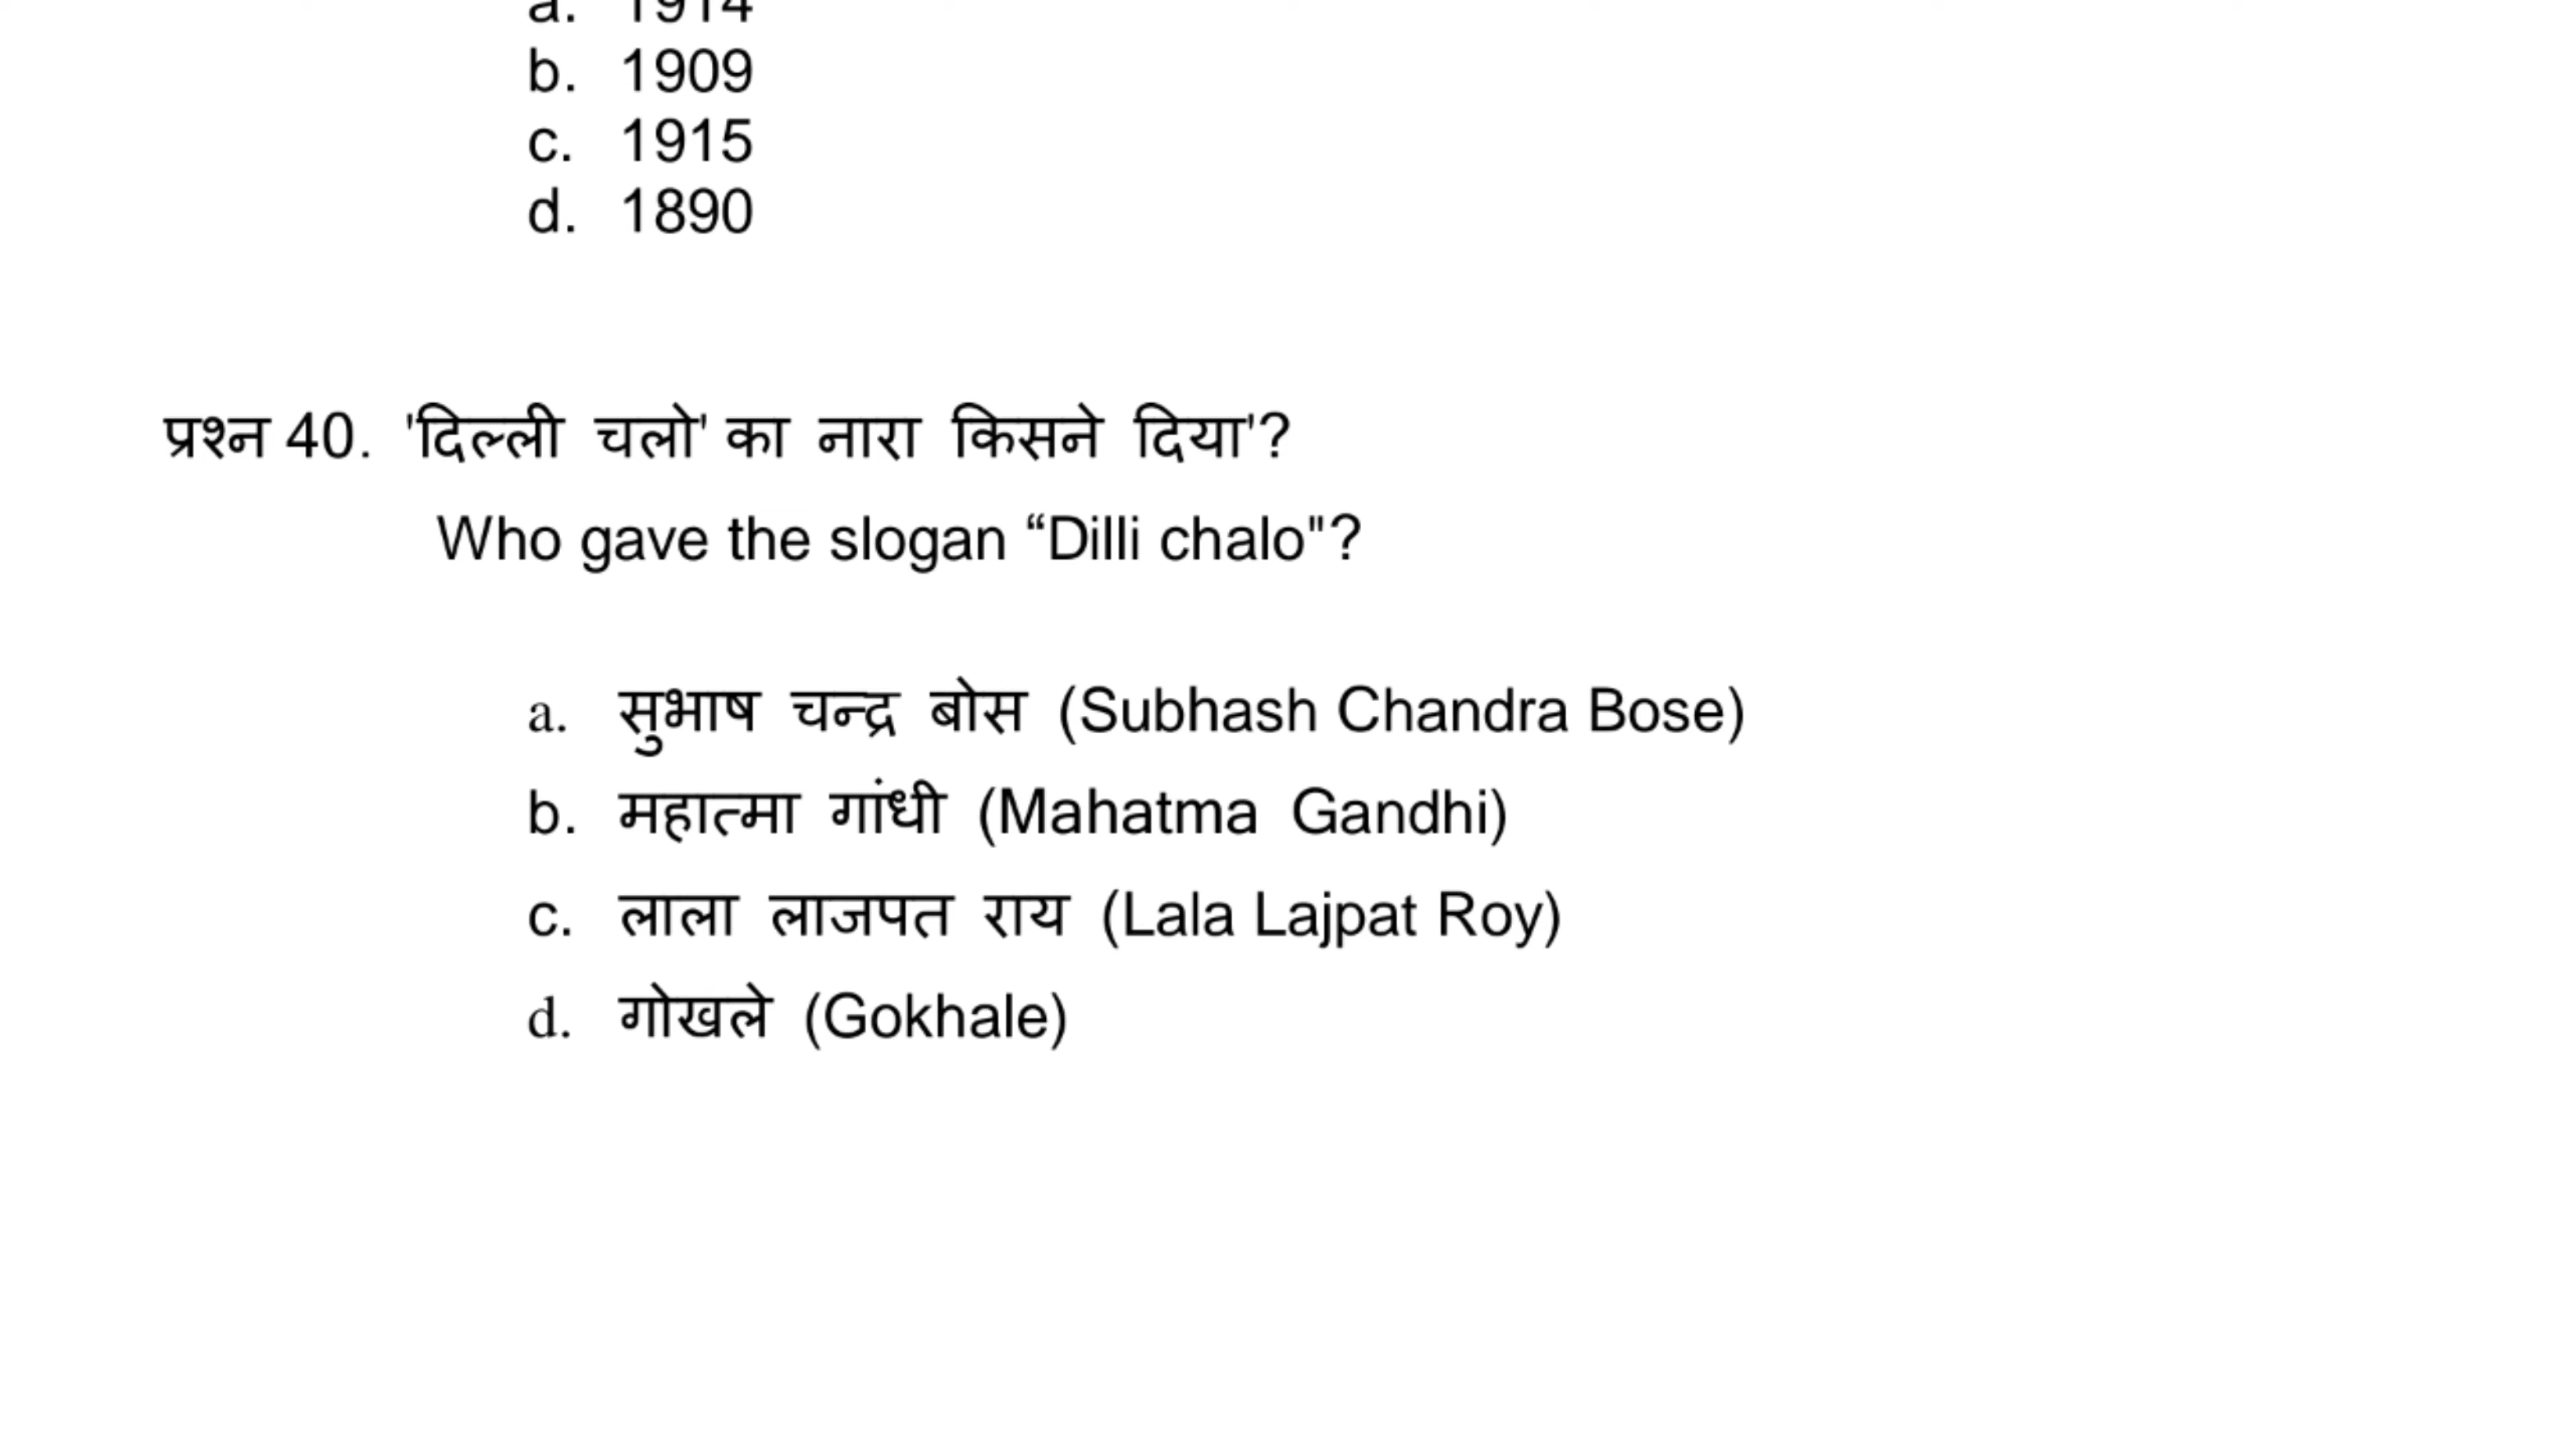 a. 1914
b. 1909
c. 1915
d. 1890
प्रश्न 40. 'दिल्ली चलो' का नारा किसने दिया'?
Who gave the slogan “Dilli chalo"?
a. सुभाष चन्द्र बोस (Subhash Chandra Bose)
b. महात्मा गांधी (Mahatma Gandhi)
c. लाला लाजपत राय (Lala Lajpat Roy)
d. गोखले (Gokhale)